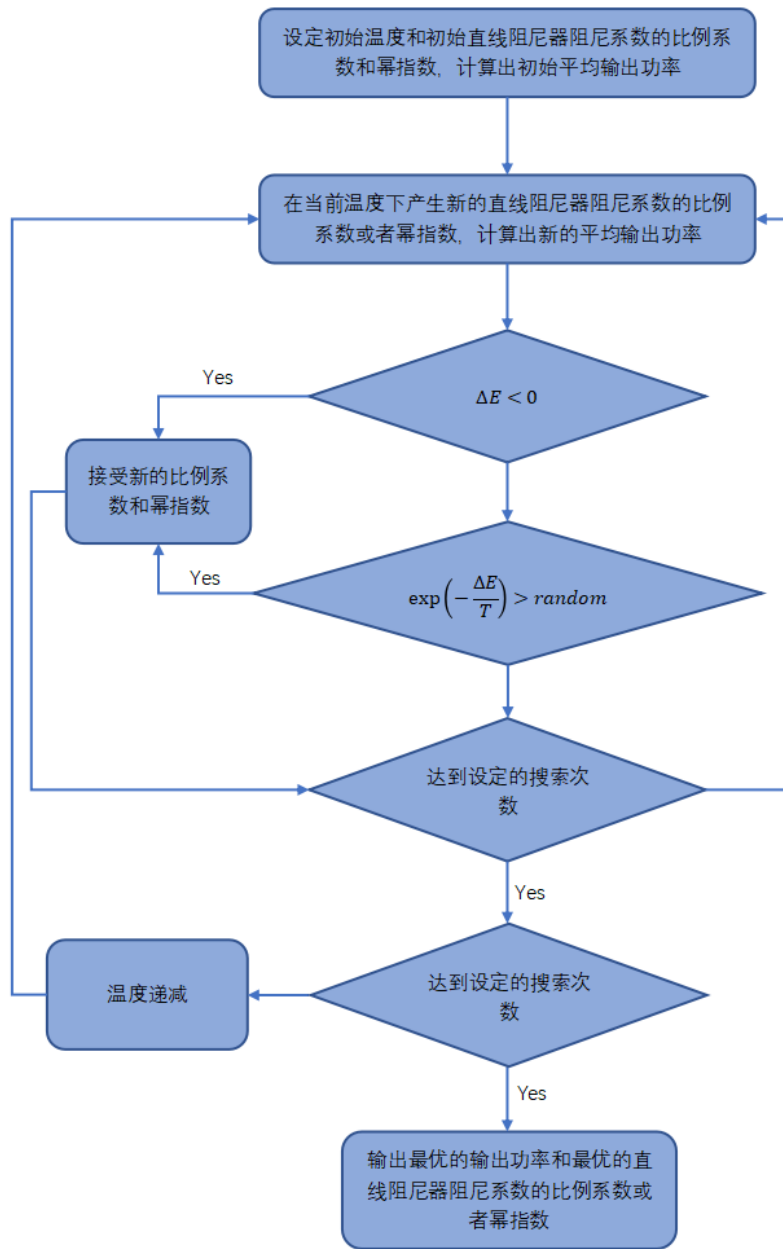 设定初始温度和初始直线阻尼器阻尼系数的比例系
数和幂指数，计算出初始平均输出功率
在当前温度下产生新的直线阻尼器阻尼系数的比例
系数或者幂指数，计算出新的平均输出功率
Yes
ΔE < 0
接受新的比例系
数和幂指数
Yes
exp(−ΔE/T) > random
达到设定的搜索次
数
Yes
温度递减
达到设定的搜索次
数
Yes
输出最优的输出功率和最优的直
线阻尼器阻尼系数的比例系数或
者幂指数